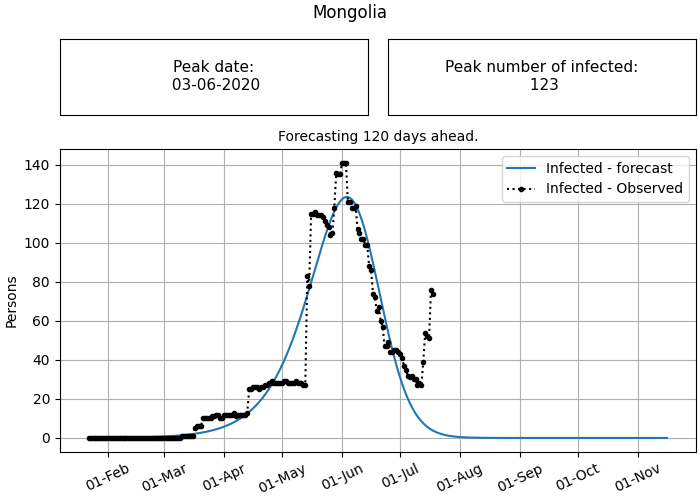 Mongolia
Peak date:
03-06-2020
Peak number of infected:
123
Forecasting 120 days ahead.
Infected - forecast
Infected - Observed
Persons
140
120
100
80
60
40
20
0
01-Feb
01-Mar
01-Apr
01-May
01-Jun
01-Jul
01-Aug
01-Sep
01-Oct
01-Nov